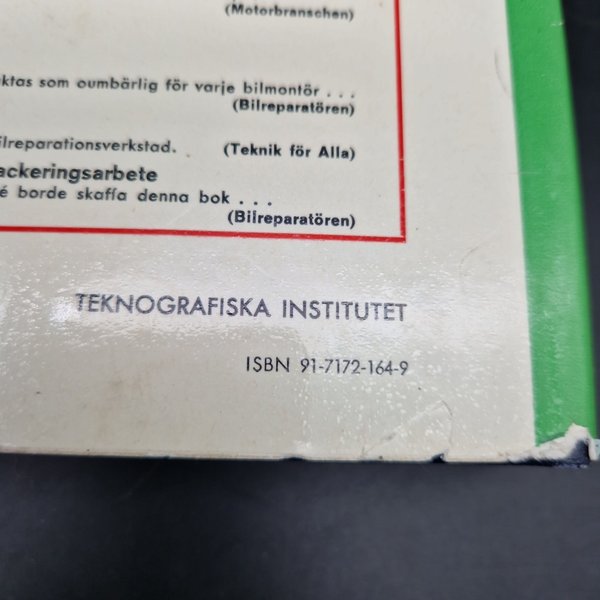 (Motorbranschen)
ktas som oumbärlig för varje bilmontör . . .
(Bilreparatören)
ilreparationsverkstad. (Teknik för Alla)
ackeringsarbete
é borde skaffa denna bok . . .
(Bilreparatören)
TEKNOGRAFISKA INSTITUTET
ISBN 91-7172-164-9